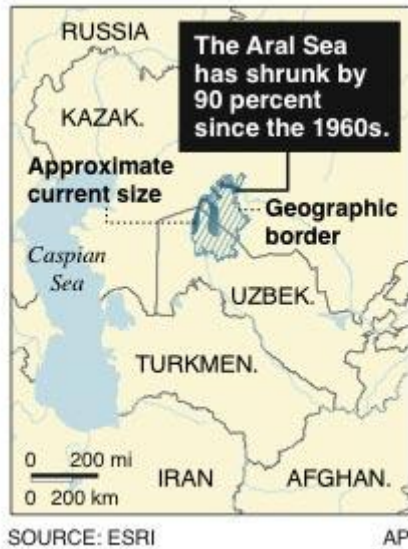 RUSSIA
The Aral Sea
has shrunk by
90 percent
since the 1960s.
KAZAK.
Approximate
current size
Geographic
border
Caspian
Sea
UZBEK.
TURKMEN.
0 200 mi
0 200 km
IRAN
AFGHAN.
SOURCE: ESRI
AP